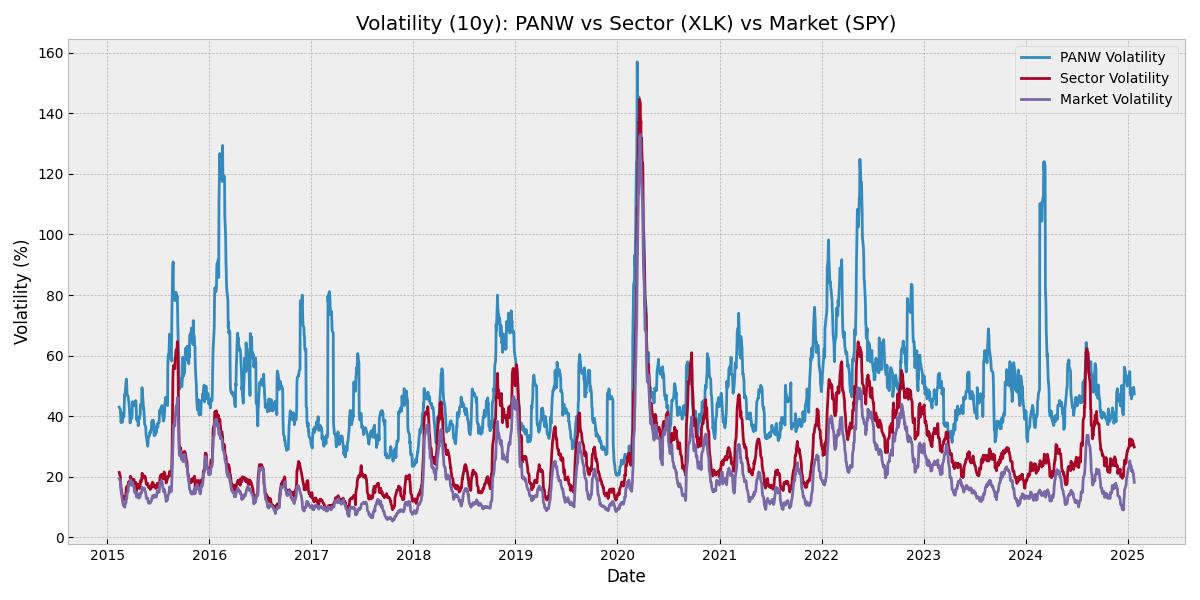 Volatility (10y): PANW vs Sector (XLK) vs Market (SPY)
PANW Volatility
Sector Volatility
Market Volatility
Volatility (%)
160
140
120
100
80
60
40
20
0
2015 2016 2017 2018 2019 2020 2021 2022 2023 2024 2025
Date